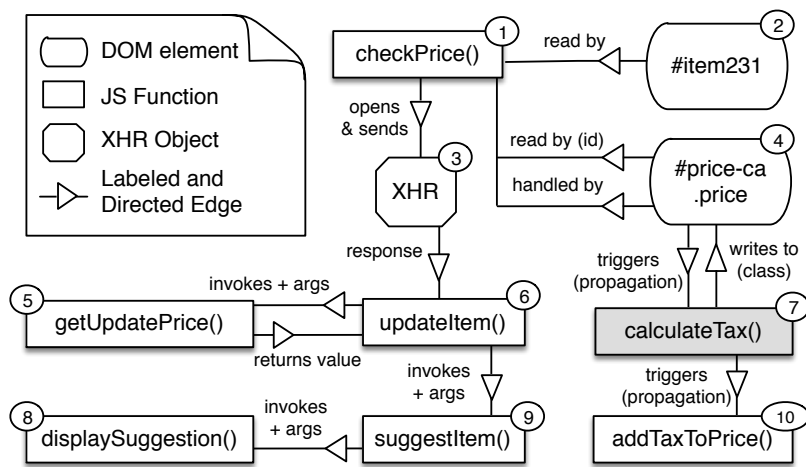 DOM element
JS Function
XHR Object
Labeled and
Directed Edge
1
checkPrice()
read by
2
#item231
opens
& sends
read by (id)
handled by
4
#price-ca
.price
3
XHR
response
triggers
(propagation)
writes to
(class)
5
getUpdatePrice()
invokes + args
returns value
6
updateItem()
7
calculateTax()
invokes
+ args
triggers
(propagation)
8
displaySuggestion()
invokes
+ args
9
suggestItem()
10
addTaxToPrice()